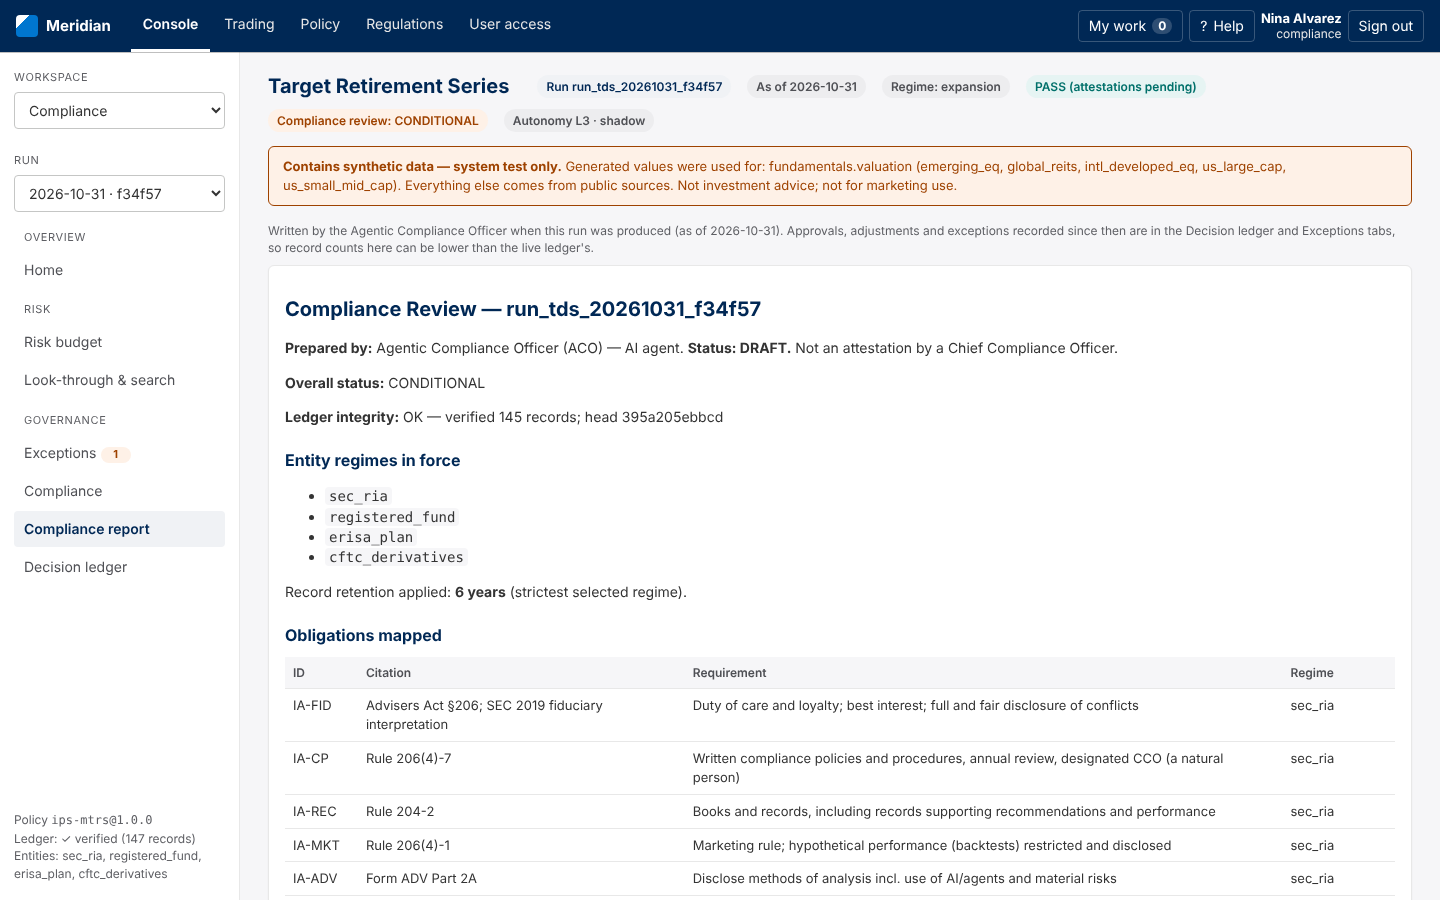 Meridian
Console
Trading
Policy
Regulations
User access
My work 0
? Help
Nina Alvarez
compliance
Sign out
WORKSPACE
Compliance
RUN
2026-10-31 · f34f57
OVERVIEW
Home
RISK
Risk budget
Look-through & search
GOVERNANCE
Exceptions 1
Compliance
Compliance report
Decision ledger
Policy ips-mtrs@1.0.0
Ledger: ✓ verified (147 records)
Entities: sec_ria, registered_fund,
erisa_plan, cftc_derivatives
Target Retirement Series
Run run_tds_20261031_f34f57
As of 2026-10-31
Regime: expansion
PASS (attestations pending)
Compliance review: CONDITIONAL
Autonomy L3 · shadow
Contains synthetic data — system test only. Generated values were used for: fundamentals.valuation (emerging_eq, global_reits, intl_developed_eq, us_large_cap,
us_small_mid_cap). Everything else comes from public sources. Not investment advice; not for marketing use.
Written by the Agentic Compliance Officer when this run was produced (as of 2026-10-31). Approvals, adjustments and exceptions recorded since then are in the Decision ledger and Exceptions tabs,
so record counts here can be lower than the live ledger's.
Compliance Review — run_tds_20261031_f34f57
Prepared by: Agentic Compliance Officer (ACO) — AI agent. Status: DRAFT. Not an attestation by a Chief Compliance Officer.
Overall status: CONDITIONAL
Ledger integrity: OK — verified 145 records; head 395a205ebbcd
Entity regimes in force
• sec_ria
• registered_fund
• erisa_plan
• cftc_derivatives
Record retention applied: 6 years (strictest selected regime).
Obligations mapped
ID Citation Requirement Regime
IA-FID Advisers Act §206; SEC 2019 fiduciary Duty of care and loyalty; best interest; full and fair disclosure of conflicts sec_ria
interpretation
IA-CP Rule 206(4)-7 Written compliance policies and procedures, annual review, designated CCO (a natural sec_ria
person)
IA-REC Rule 204-2 Books and records, including records supporting recommendations and performance sec_ria
IA-MKT Rule 206(4)-1 Marketing rule; hypothetical performance (backtests) restricted and disclosed sec_ria
IA-ADV Form ADV Part 2A Disclose methods of analysis incl. use of AI/agents and material risks sec_ria